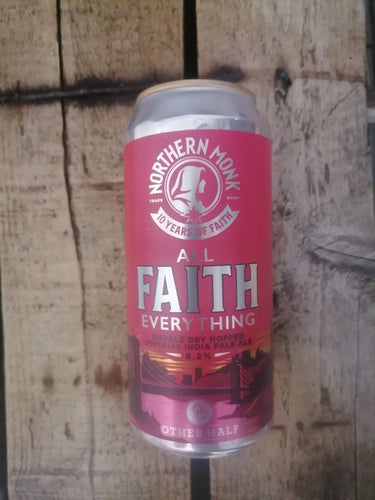 NORTHERN MONK
TRADE MARK
10 YEARS OF FAITH
ALL
FAITH
EVERYTHING
DOUBLE DRY HOPPED
IMPERIAL INDIA PALE ALE
8.2%
OTHER HALF